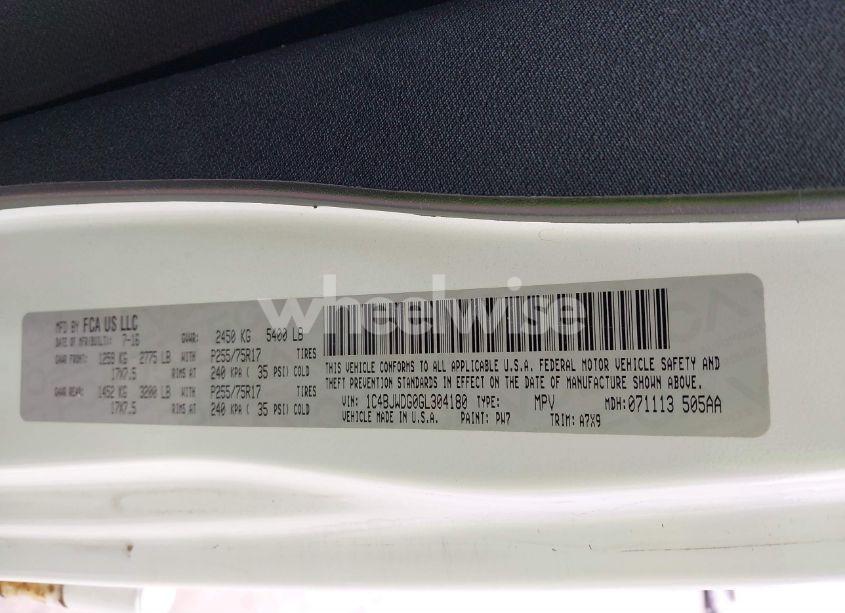 wheelwise
MFD BY FCA US LLC
DATE OF MFR(BUILT): 7-16 GVWR: 2450 KG 5400 LB
GAWR FRONT: 1259 KG 2775 LB WITH P255/75R17 TIRES
17X7.5 RIMS AT 240 KPA ( 35 PSI) COLD
GAWR REAR: 1452 KG 3200 LB WITH P255/75R17 TIRES
17X7.5 RIMS AT 240 KPA ( 35 PSI) COLD
THIS VEHICLE CONFORMS TO ALL APPLICABLE U.S.A. FEDERAL MOTOR VEHICLE SAFETY AND
THEFT PREVENTION STANDARDS IN EFFECT ON THE DATE OF MANUFACTURE SHOWN ABOVE.
VIN: 1C4BJWDG0GL304180 TYPE: MPV MDH: 071113 505AA
VEHICLE MADE IN U.S.A. PAINT: PW7 TRIM: A7X9